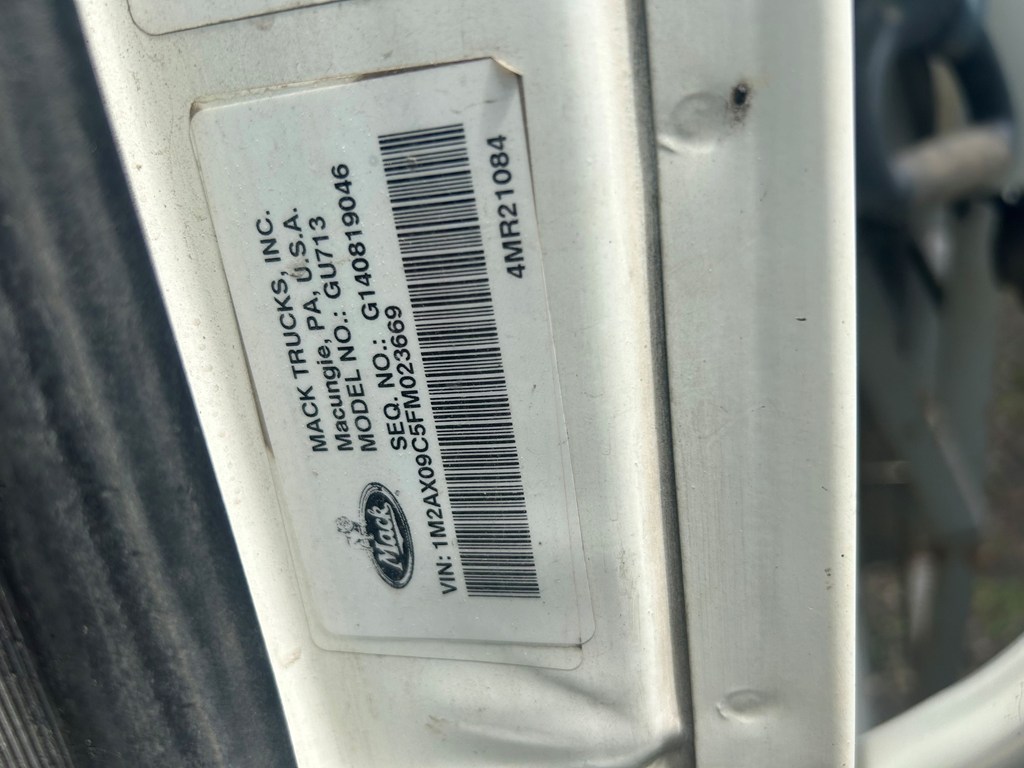 MACK TRUCKS, INC.
Macungie, PA, U.S.A.
MODEL NO.: GU713
SEQ. NO.: G140819046
VIN: 1M2AX09C5FM023669
4MR21084
Mack